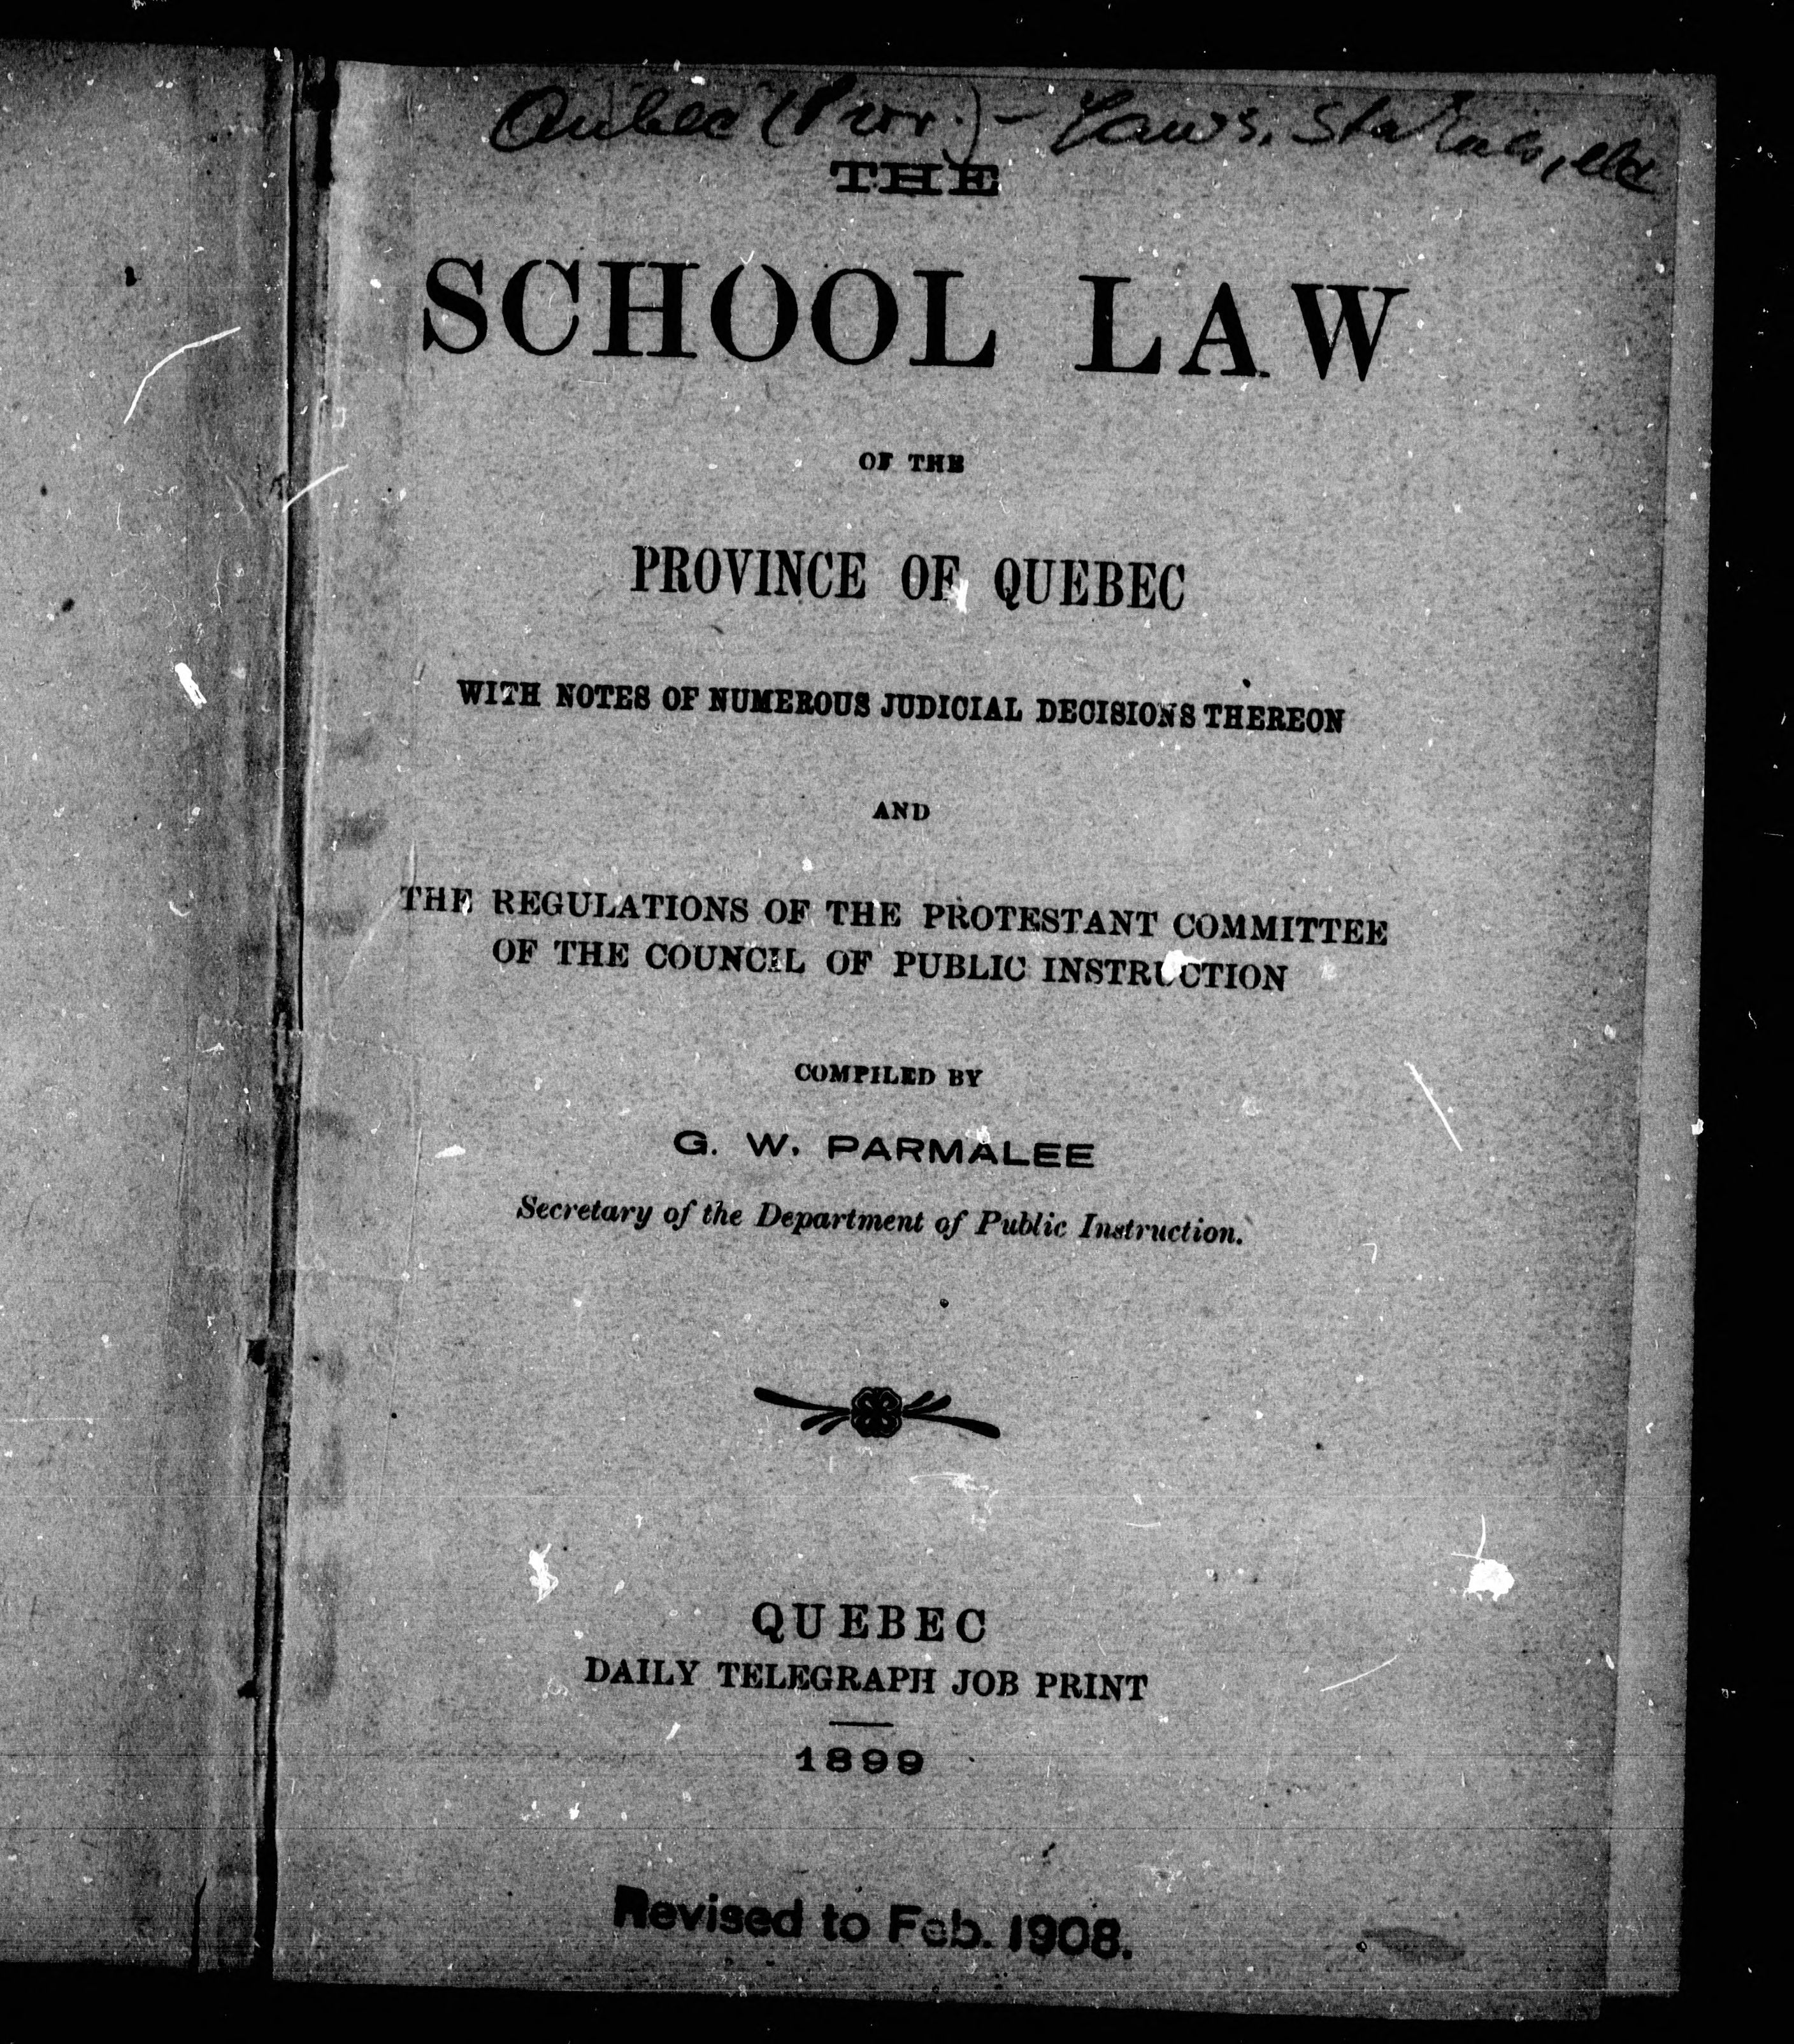 Quebec (Prov.) - Laws, Statutes, etc
THE
SCHOOL LAW
OF THE
PROVINCE OF QUEBEC
WITH NOTES OF NUMEROUS JUDICIAL DECISIONS THEREON
AND
THE REGULATIONS OF THE PROTESTANT COMMITTEE
OF THE COUNCIL OF PUBLIC INSTRUCTION
COMPILED BY
G. W. PARMALEE
Secretary of the Department of Public Instruction.
QUEBEC
DAILY TELEGRAPH JOB PRINT
1899
Revised to Feb. 1908.